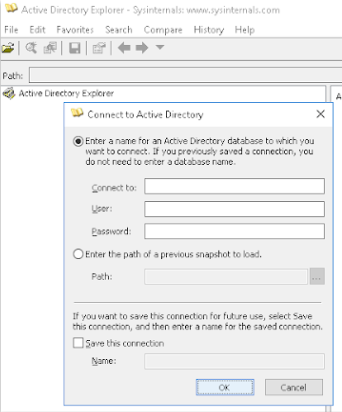 Active Directory Explorer - Sysinternals: www.sysinternals.com
File Edit Favorites Search Compare History Help
Path:
Active Directory Explorer
A
Connect to Active Directory
Enter a name for an Active Directory database to which you
want to connect. If you previously saved a connection, you
do not need to enter a database name.
Connect to:
User:
Password:
Enter the path of a previous snapshot to load.
Path:
...
If you want to save this connection for future use, select Save
this connection, and then enter a name for the saved connection.
Save this connection
Name:
OK Cancel